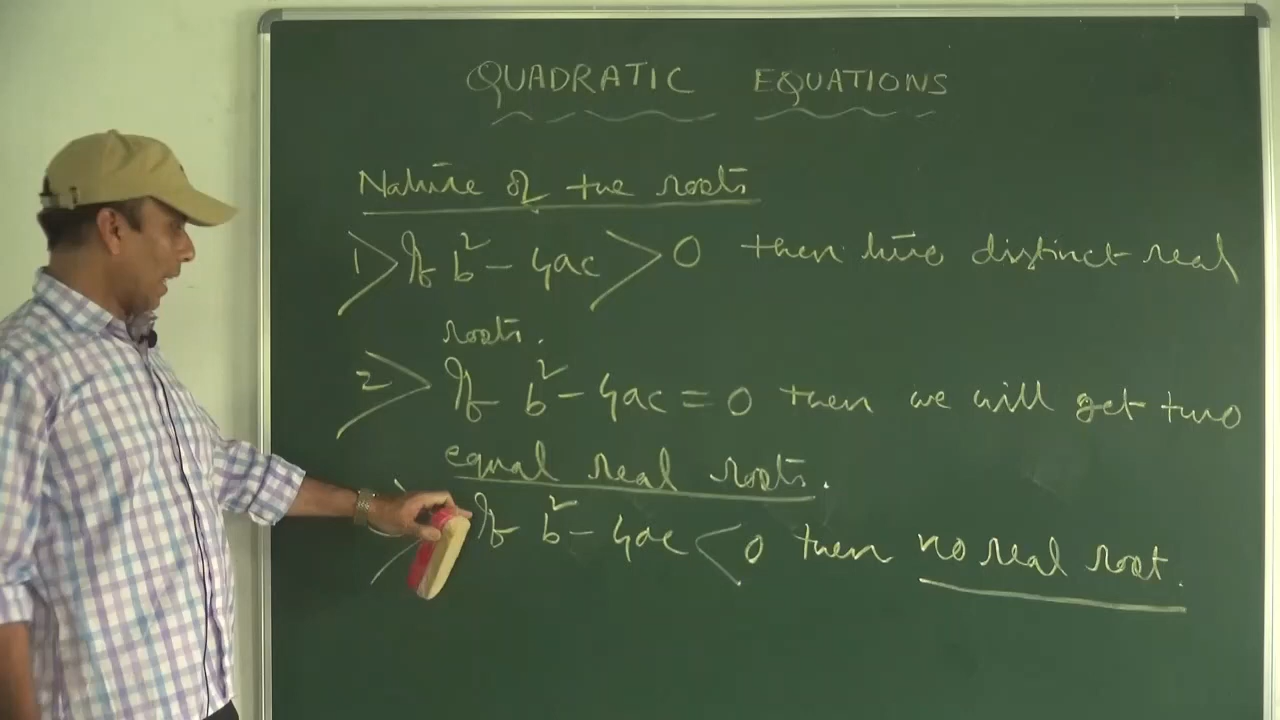 QUADRATIC EQUATIONS
Nature of the roots
1> If b²-4ac > 0 then two distinct real
roots.
2> If b²-4ac = 0 then we will get two
equal real roots.
If b²-4ac < 0 then no real root.